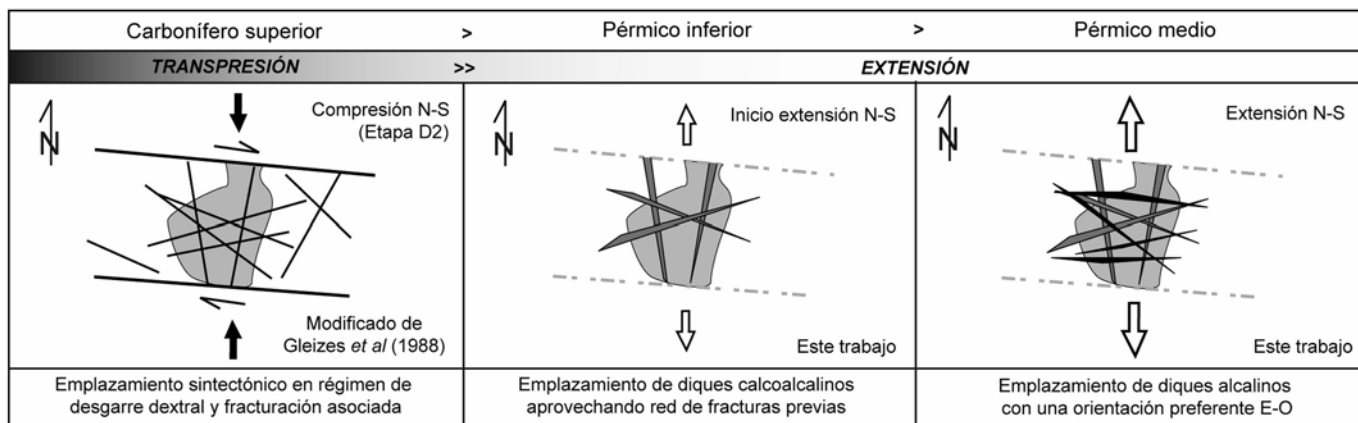 Carbonífero superior > Pérmico inferior > Pérmico medio
TRANSPRESIÓN >> EXTENSIÓN
N
Compresión N-S
(Etapa D2)
Modificado de
Gleizes et al (1988)
N
Inicio extensión N-S
Este trabajo
N
Extensión N-S
Este trabajo
Emplazamiento sintectónico en régimen de
desgarre dextral y fracturación asociada
Emplazamiento de diques calcoalcalinos
aprovechando red de fracturas previas
Emplazamiento de diques alcalinos
con una orientación preferente E-O